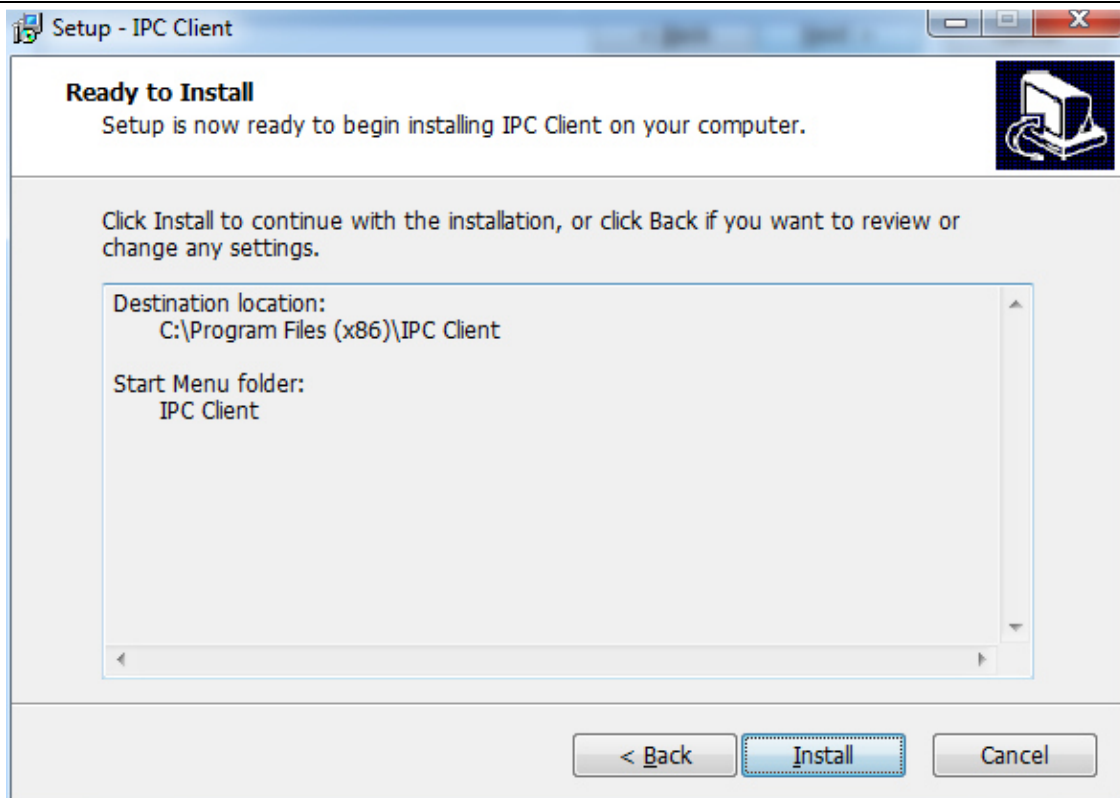 Setup - IPC Client
Ready to Install
Setup is now ready to begin installing IPC Client on your computer.
Click Install to continue with the installation, or click Back if you want to review or
change any settings.
Destination location:
C:\Program Files (x86)\IPC Client
Start Menu folder:
IPC Client
< Back
Install
Cancel